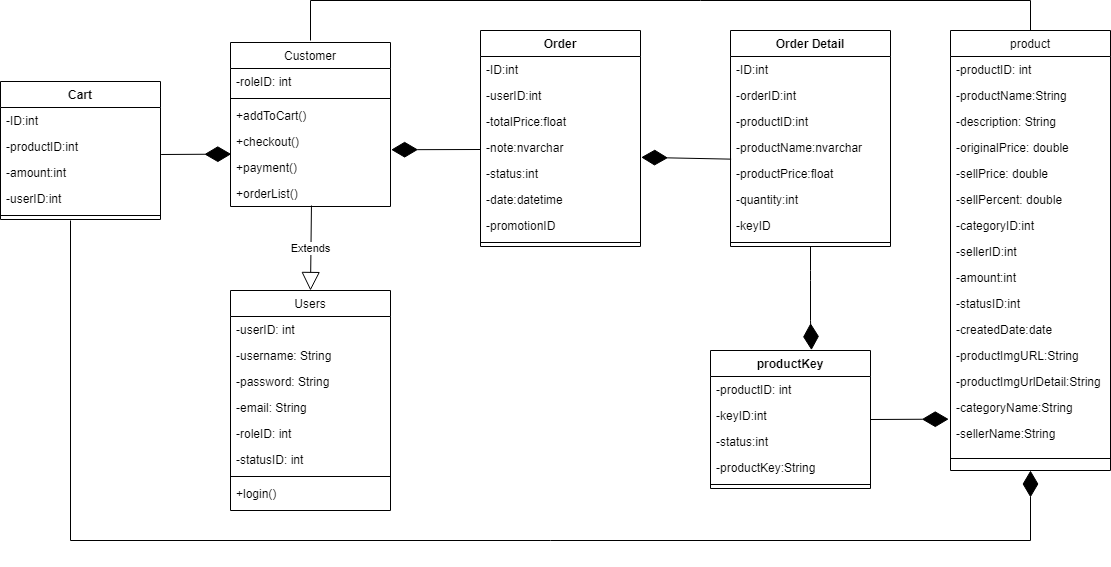 Cart
-ID:int
-productID:int
-amount:int
-userID:int
Customer
-roleID: int
+addToCart()
+checkout()
+payment()
+orderList()
Extends
Users
-userID: int
-username: String
-password: String
-email: String
-roleID: int
-statusID: int
+login()
Order
-ID:int
-userID:int
-totalPrice:float
-note:nvarchar
-status:int
-date:datetime
-promotionID
Order Detail
-ID:int
-orderID:int
-productID:int
-productName:nvarchar
-productPrice:float
-quantity:int
-keyID
productKey
-productID: int
-keyID:int
-status:int
-productKey:String
product
-productID: int
-productName:String
-description: String
-originalPrice: double
-sellPrice: double
-sellPercent: double
-categoryID:int
-sellerID:int
-amount:int
-statusID:int
-createdDate:date
-productImgURL:String
-productImgUrlDetail:String
-categoryName:String
-sellerName:String